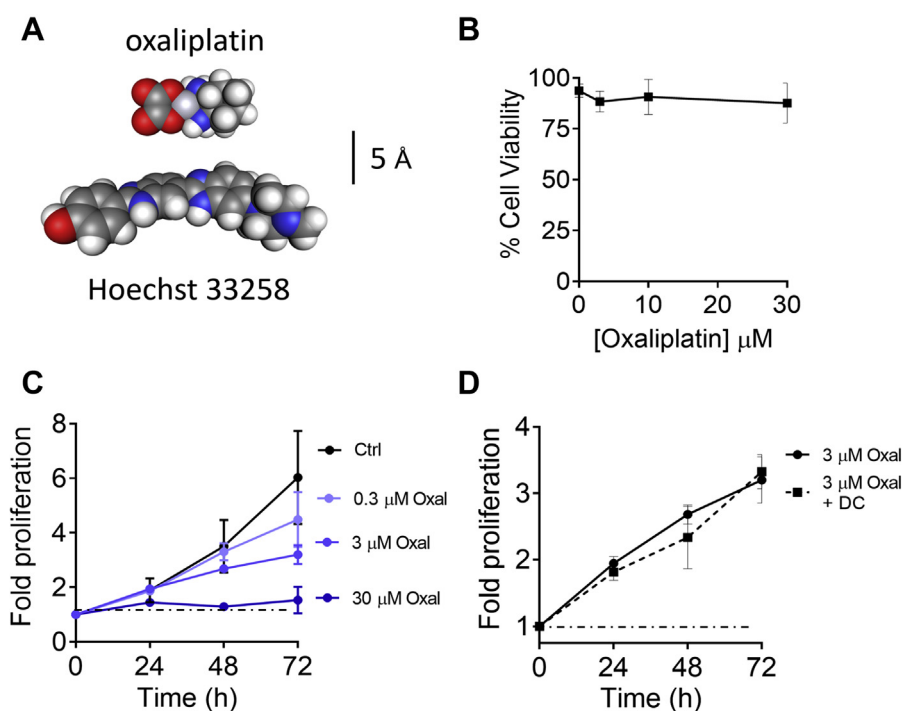 A
oxaliplatin
5 Å
Hoechst 33258
B
% Cell Viability
100
75
50
25
0
0 10 20 30
[Oxaliplatin] μM
C
Fold proliferation
8
6
4
2
0
0 24 48 72
Time (h)
Ctrl
0.3 μM Oxal
3 μM Oxal
30 μM Oxal
D
Fold proliferation
4
3
2
1
0 24 48 72
Time (h)
3 μM Oxal
3 μM Oxal
+ DC